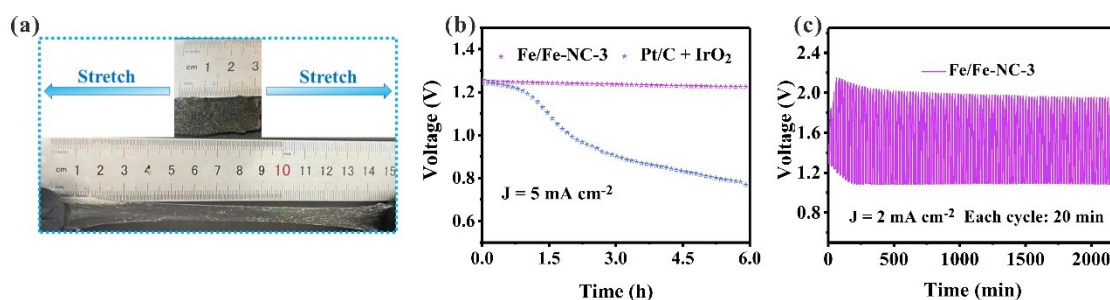 (a)
Stretch
Stretch
cm 1 2 3
cm 1 2 3 4 5 6 7 8 9 10 11 12 13 14 15
(b)
Fe/Fe-NC-3
Pt/C + IrO₂
Voltage (V)
1.4
1.2
1.0
0.8
0.6
J = 5 mA cm⁻²
0.0 1.5 3.0 4.5 6.0
Time (h)
(c)
Fe/Fe-NC-3
Voltage (V)
2.4
2.0
1.6
1.2
0.8
J = 2 mA cm⁻² Each cycle: 20 min
0 500 1000 1500 2000
Time (min)